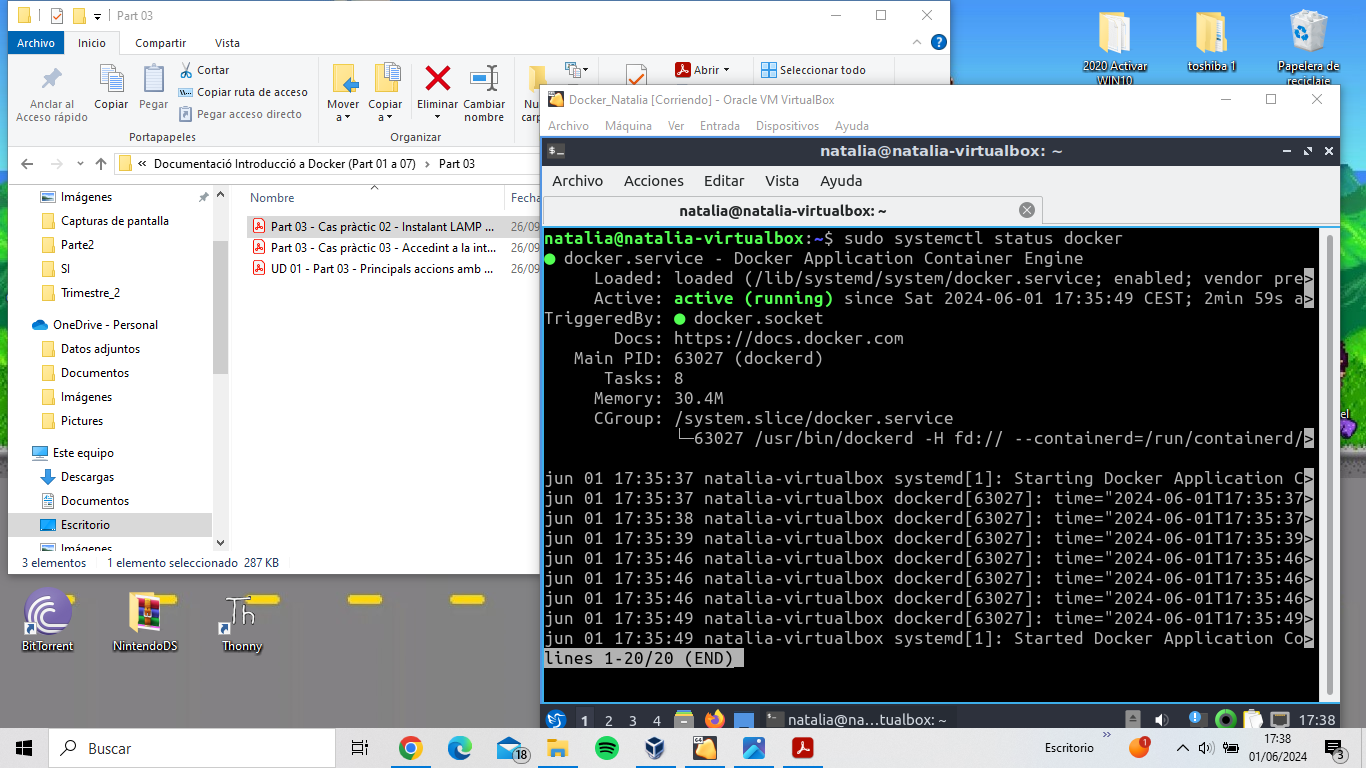 Part 03
Archivo Inicio Compartir Vista
Anclar al Acceso rápido
Copiar
Pegar
Cortar
Copiar ruta de acceso
Pegar acceso directo
Mover a
Copiar a
Eliminar
Cambiar nombre
Abrir
Seleccionar todo
Portapapeles
Organizar
« Documentació Introducció a Docker (Part 01 a 07) > Part 03
Imágenes
Capturas de pantalla
Parte2
SI
Trimestre_2
OneDrive - Personal
Datos adjuntos
Documentos
Imágenes
Pictures
Este equipo
Descargas
Documentos
Escritorio
Imágenes
Nombre
Part 03 - Cas pràctic 02 - Instalant LAMP ... 26/09
Part 03 - Cas pràctic 03 - Accedint a la int... 26/09
UD 01 - Part 03 - Principals accions amb ... 26/09
3 elementos 1 elemento seleccionado 287 KB
2020 Activar WIN10
toshiba 1
Papelera de reciclaje
Docker_Natalia [Corriendo] - Oracle VM VirtualBox
Archivo Máquina Ver Entrada Dispositivos Ayuda
natalia@natalia-virtualbox: ~
Archivo Acciones Editar Vista Ayuda
natalia@natalia-virtualbox: ~
natalia@natalia-virtualbox:~$ sudo systemctl status docker
● docker.service - Docker Application Container Engine
Loaded: loaded (/lib/systemd/system/docker.service; enabled; vendor pre>
Active: active (running) since Sat 2024-06-01 17:35:49 CEST; 2min 59s a>
TriggeredBy: ● docker.socket
Docs: https://docs.docker.com
Main PID: 63027 (dockerd)
Tasks: 8
Memory: 30.4M
CGroup: /system.slice/docker.service
└─63027 /usr/bin/dockerd -H fd:// --containerd=/run/containerd/>
jun 01 17:35:37 natalia-virtualbox systemd[1]: Starting Docker Application C>
jun 01 17:35:37 natalia-virtualbox dockerd[63027]: time="2024-06-01T17:35:37>
jun 01 17:35:38 natalia-virtualbox dockerd[63027]: time="2024-06-01T17:35:37>
jun 01 17:35:39 natalia-virtualbox dockerd[63027]: time="2024-06-01T17:35:39>
jun 01 17:35:46 natalia-virtualbox dockerd[63027]: time="2024-06-01T17:35:46>
jun 01 17:35:46 natalia-virtualbox dockerd[63027]: time="2024-06-01T17:35:46>
jun 01 17:35:46 natalia-virtualbox dockerd[63027]: time="2024-06-01T17:35:46>
jun 01 17:35:49 natalia-virtualbox dockerd[63027]: time="2024-06-01T17:35:49>
jun 01 17:35:49 natalia-virtualbox systemd[1]: Started Docker Application Co>
lines 1-20/20 (END)
1 2 3 4 natalia@na...tualbox: ~ 17:38
BitTorrent
NintendoDS
Thonny
Buscar
18
Escritorio
»
1
17:38
01/06/2024
3